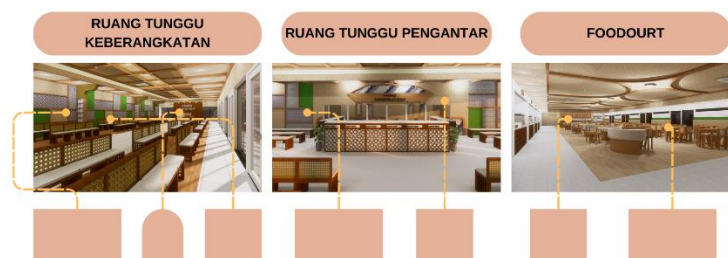 RUANG TUNGGU
KEBERANGKATAN
RUANG TUNGGU PENGANTAR
FOODOURT